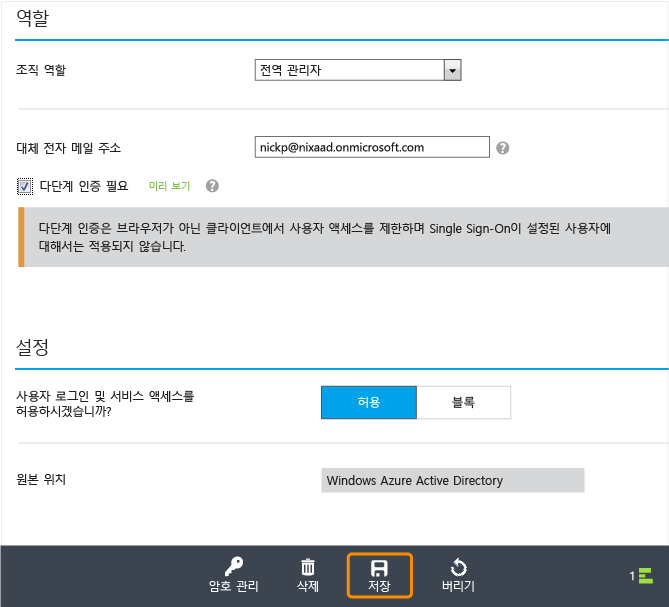 역할
조직 역할
전역 관리자
대체 전자 메일 주소
nickp@nixaad.onmicrosoft.com
?
다단계 인증 필요 미리 보기 ?
다단계 인증은 브라우저가 아닌 클라이언트에서 사용자 액세스를 제한하며 Single Sign-On이 설정된 사용자에
대해서는 적용되지 않습니다.
설정
사용자 로그인 및 서비스 액세스를
허용하시겠습니까?
허용
블록
원본 위치
Windows Azure Active Directory
암호 관리
삭제
저장
버리기
1